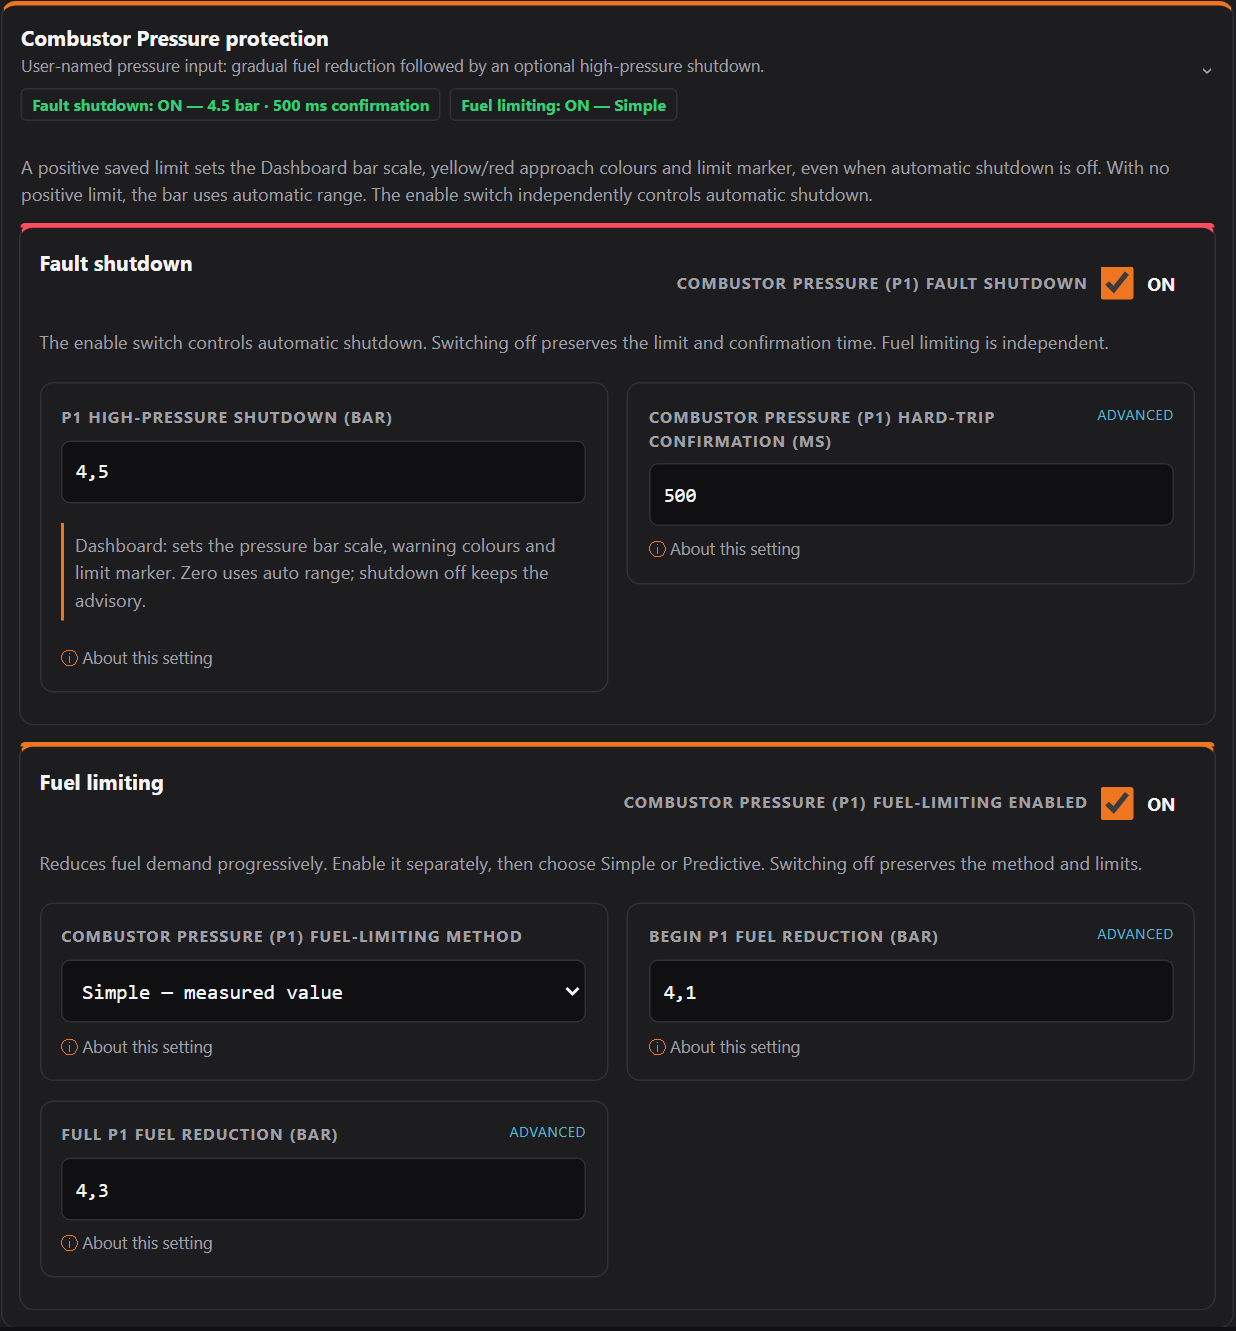 Combustor Pressure protection
User-named pressure input: gradual fuel reduction followed by an optional high-pressure shutdown.
Fault shutdown: ON — 4.5 bar · 500 ms confirmation
Fuel limiting: ON — Simple
A positive saved limit sets the Dashboard bar scale, yellow/red approach colours and limit marker, even when automatic shutdown is off. With no
positive limit, the bar uses automatic range. The enable switch independently controls automatic shutdown.
Fault shutdown
COMBUSTOR PRESSURE (P1) FAULT SHUTDOWN
ON
The enable switch controls automatic shutdown. Switching off preserves the limit and confirmation time. Fuel limiting is independent.
P1 HIGH-PRESSURE SHUTDOWN (BAR)
4,5
Dashboard: sets the pressure bar scale, warning colours and
limit marker. Zero uses auto range; shutdown off keeps the
advisory.
About this setting
COMBUSTOR PRESSURE (P1) HARD-TRIP
CONFIRMATION (MS)
ADVANCED
500
About this setting
Fuel limiting
COMBUSTOR PRESSURE (P1) FUEL-LIMITING ENABLED
ON
Reduces fuel demand progressively. Enable it separately, then choose Simple or Predictive. Switching off preserves the method and limits.
COMBUSTOR PRESSURE (P1) FUEL-LIMITING METHOD
Simple — measured value
About this setting
BEGIN P1 FUEL REDUCTION (BAR)
ADVANCED
4,1
About this setting
FULL P1 FUEL REDUCTION (BAR)
ADVANCED
4,3
About this setting